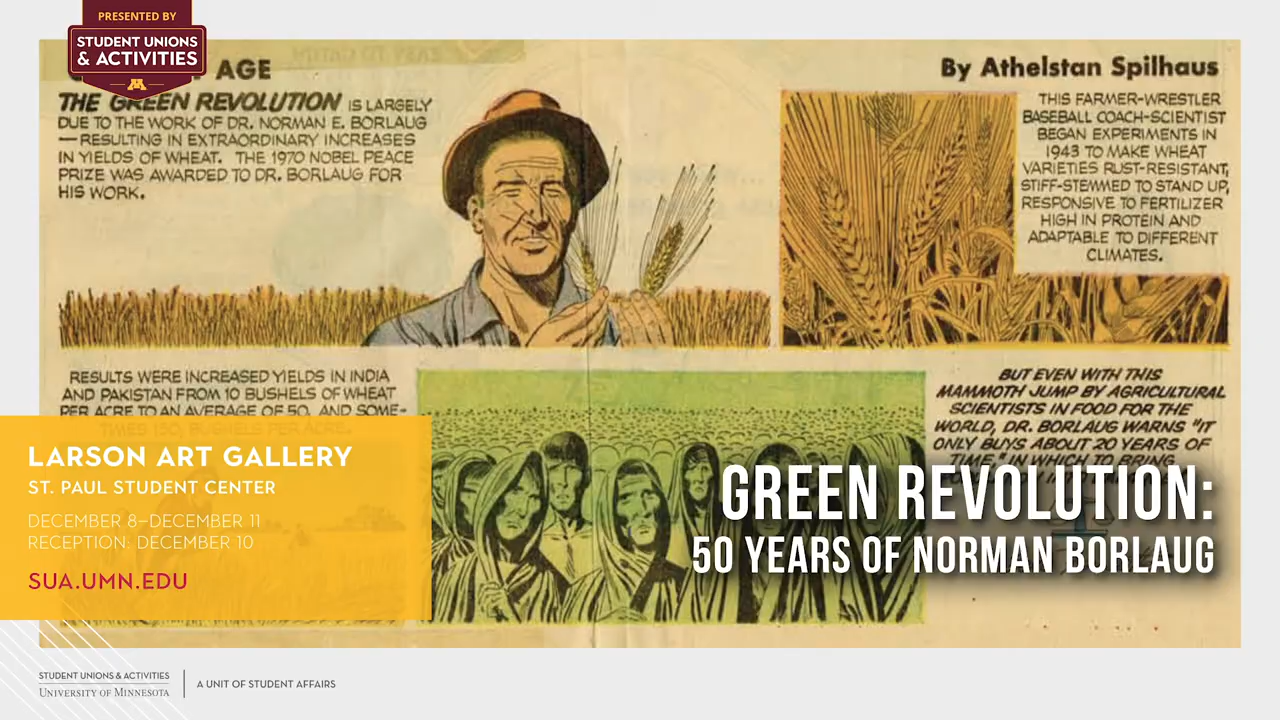 PRESENTED BY
STUDENT UNIONS
& ACTIVITIES
M
AGE
By Athelstan Spilhaus
THE GREEN REVOLUTION IS LARGELY
DUE TO THE WORK OF DR. NORMAN E. BORLAUG
— RESULTING IN EXTRAORDINARY INCREASES
IN YIELDS OF WHEAT. THE 1970 NOBEL PEACE
PRIZE WAS AWARDED TO DR. BORLAUG FOR
HIS WORK.
THIS FARMER-WRESTLER
BASEBALL COACH-SCIENTIST
BEGAN EXPERIMENTS IN
1943 TO MAKE WHEAT
VARIETIES RUST-RESISTANT,
STIFF-STEMMED TO STAND UP,
RESPONSIVE TO FERTILIZER
HIGH IN PROTEIN AND
ADAPTABLE TO DIFFERENT
CLIMATES.
RESULTS WERE INCREASED YIELDS IN INDIA
AND PAKISTAN FROM 10 BUSHELS OF WHEAT
PER ACRE TO AN AVERAGE OF 50, AND SOME-
TIMES 150, BUSHELS PER ACRE.
BUT EVEN WITH THIS
MAMMOTH JUMP BY AGRICULTURAL
SCIENTISTS IN FOOD FOR THE
WORLD, DR. BORLAUG WARNS "IT
ONLY BUYS ABOUT 20 YEARS OF
TIME," IN WHICH TO BRING
LARSON ART GALLERY
ST. PAUL STUDENT CENTER
DECEMBER 8–DECEMBER 11
RECEPTION: DECEMBER 10
SUA.UMN.EDU
GREEN REVOLUTION:
50 YEARS OF NORMAN BORLAUG
STUDENT UNIONS & ACTIVITIES
UNIVERSITY OF MINNESOTA
A UNIT OF STUDENT AFFAIRS